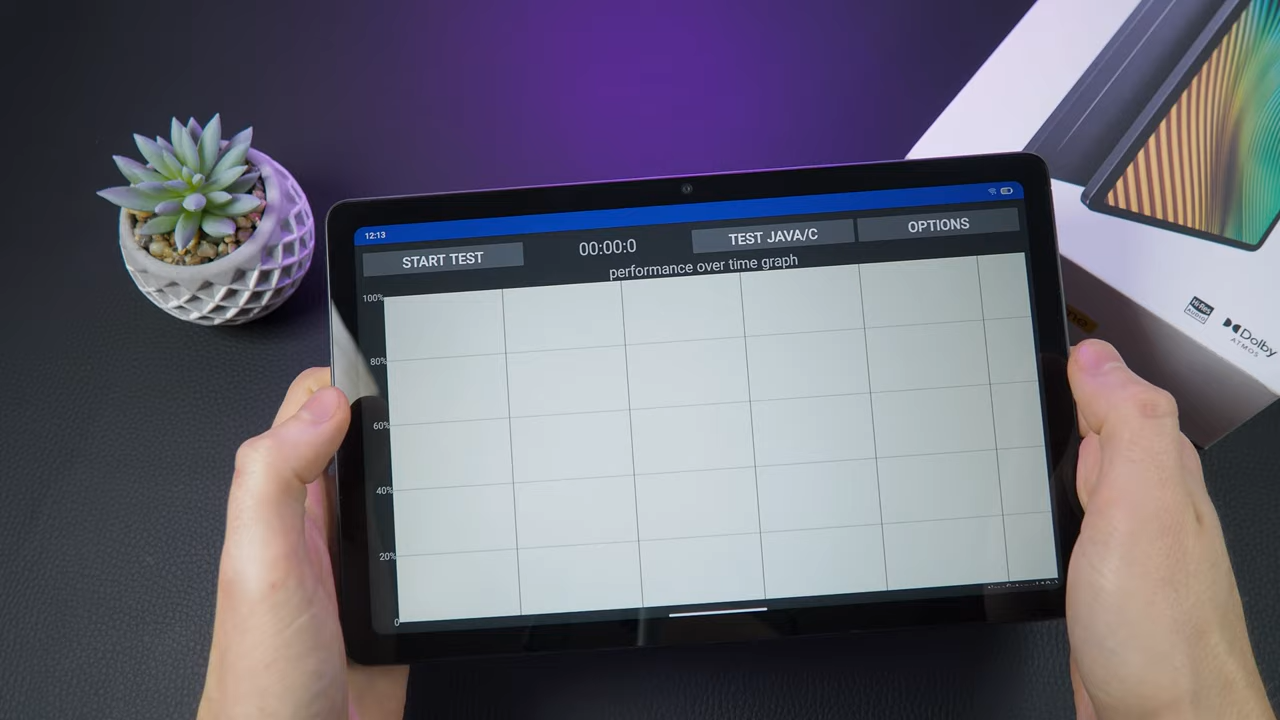 12:13
START TEST
00:00:0
TEST JAVA/C
OPTIONS
performance over time graph
100%
80%
60%
40%
20%
0
Hi-Res
AUDIO
Dolby
ATMOS